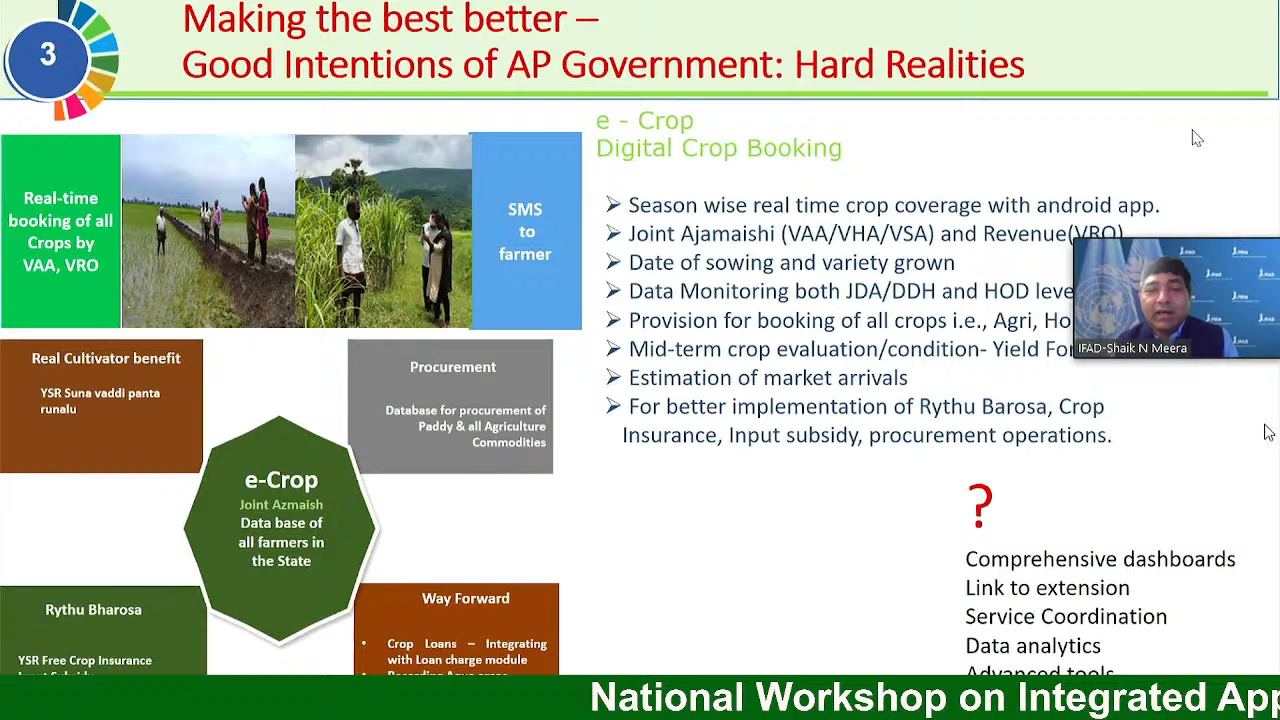 3
Making the best better –
Good Intentions of AP Government: Hard Realities
e - Crop
Digital Crop Booking
Real-time
booking of all
Crops by
VAA, VRO
SMS
to
farmer
Season wise real time crop coverage with android app.
Joint Ajamaishi (VAA/VHA/VSA) and Revenue(VRO)
Date of sowing and variety grown
Data Monitoring both JDA/DDH and HOD leve
Provision for booking of all crops i.e., Agri, Ho
Mid-term crop evaluation/condition- Yield For
Estimation of market arrivals
For better implementation of Rythu Barosa, Crop
Insurance, Input subsidy, procurement operations.
IFAD-Shaik N Meera
Real Cultivator benefit
YSR Suna vaddi panta
runalu
Procurement
Database for procurement of
Paddy & all Agriculture
Commodities
e-Crop
Joint Azmaish
Data base of
all farmers in
the State
Rythu Bharosa
YSR Free Crop Insurance
Way Forward
• Crop Loans – Integrating
with Loan charge module
?
Comprehensive dashboards
Link to extension
Service Coordination
Data analytics
Advanced tools
National Workshop on Integrated App